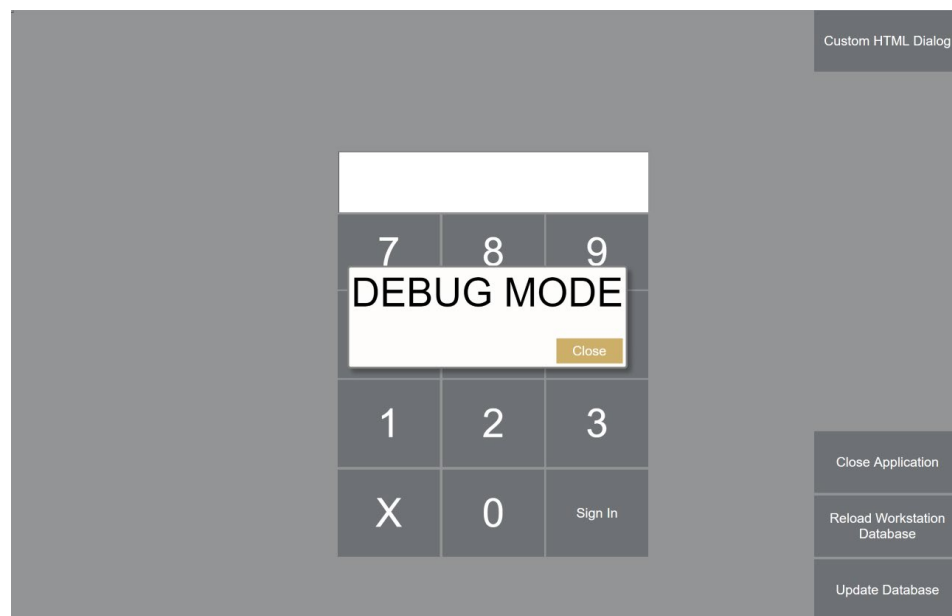 Custom HTML Dialog
7 8 9
DEBUG MODE
Close
1 2 3
X 0 Sign In
Close Application
Reload Workstation
Database
Update Database